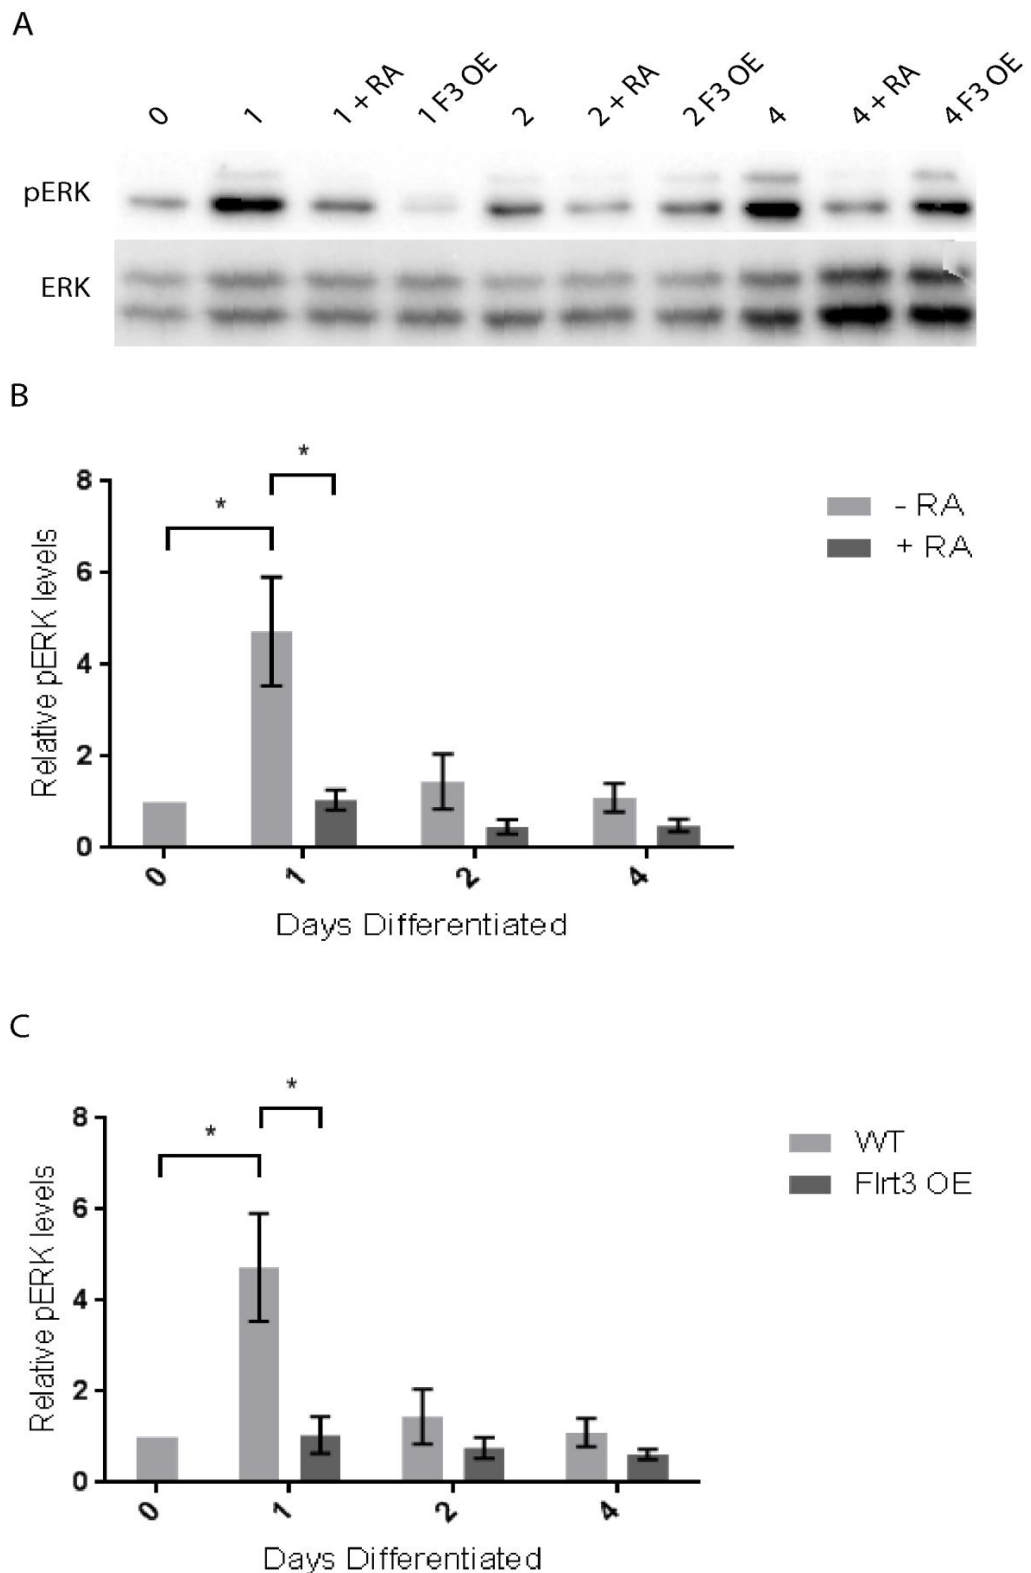 A
0 1 1 + RA 1 F3 OE 2 2 + RA 2 F3 OE 4 4 + RA 4 F3 OE
pERK
ERK
B
* *
8
6
4
2
0
Relative pERK levels
- RA
+ RA
0 1 2 4
Days Differentiated
C
* *
8
6
4
2
0
Relative pERK levels
WT
Flrt3 OE
0 1 2 4
Days Differentiated